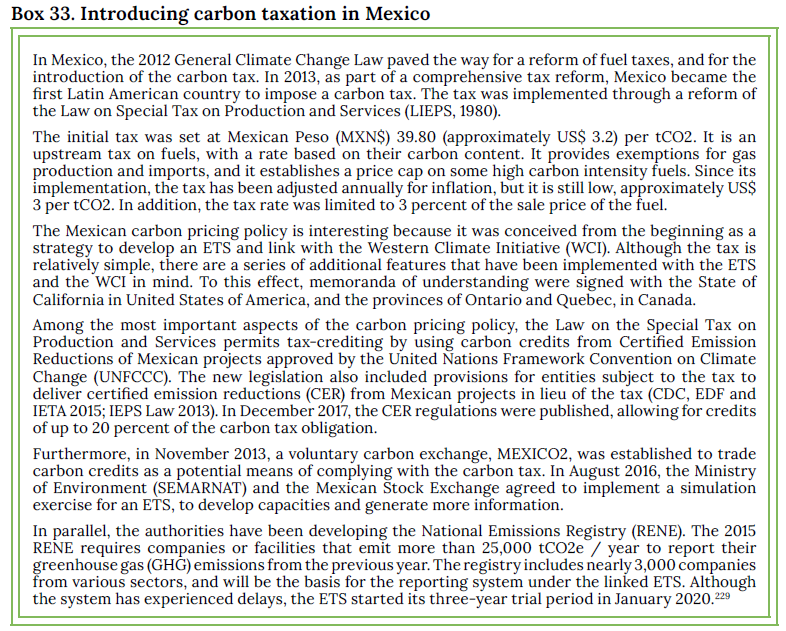 Box 33. Introducing carbon taxation in Mexico
In Mexico, the 2012 General Climate Change Law paved the way for a reform of fuel taxes, and for the
introduction of the carbon tax. In 2013, as part of a comprehensive tax reform, Mexico became the
first Latin American country to impose a carbon tax. The tax was implemented through a reform of
the Law on Special Tax on Production and Services (LIEPS, 1980).
The initial tax was set at Mexican Peso (MXN$) 39.80 (approximately US$ 3.2) per tCO2. It is an
upstream tax on fuels, with a rate based on their carbon content. It provides exemptions for gas
production and imports, and it establishes a price cap on some high carbon intensity fuels. Since its
implementation, the tax has been adjusted annually for inflation, but it is still low, approximately US$
3 per tCO2. In addition, the tax rate was limited to 3 percent of the sale price of the fuel.
The Mexican carbon pricing policy is interesting because it was conceived from the beginning as a
strategy to develop an ETS and link with the Western Climate Initiative (WCI). Although the tax is
relatively simple, there are a series of additional features that have been implemented with the ETS
and the WCI in mind. To this effect, memoranda of understanding were signed with the State of
California in United States of America, and the provinces of Ontario and Quebec, in Canada.
Among the most important aspects of the carbon pricing policy, the Law on the Special Tax on
Production and Services permits tax-crediting by using carbon credits from Certified Emission
Reductions of Mexican projects approved by the United Nations Framework Convention on Climate
Change (UNFCCC). The new legislation also included provisions for entities subject to the tax to
deliver certified emission reductions (CER) from Mexican projects in lieu of the tax (CDC, EDF and
IETA 2015; IEPS Law 2013). In December 2017, the CER regulations were published, allowing for credits
of up to 20 percent of the carbon tax obligation.
Furthermore, in November 2013, a voluntary carbon exchange, MEXICO2, was established to trade
carbon credits as a potential means of complying with the carbon tax. In August 2016, the Ministry
of Environment (SEMARNAT) and the Mexican Stock Exchange agreed to implement a simulation
exercise for an ETS, to develop capacities and generate more information.
In parallel, the authorities have been developing the National Emissions Registry (RENE). The 2015
RENE requires companies or facilities that emit more than 25,000 tCO2e / year to report their
greenhouse gas (GHG) emissions from the previous year. The registry includes nearly 3,000 companies
from various sectors, and will be the basis for the reporting system under the linked ETS. Although
the system has experienced delays, the ETS started its three-year trial period in January 2020.229